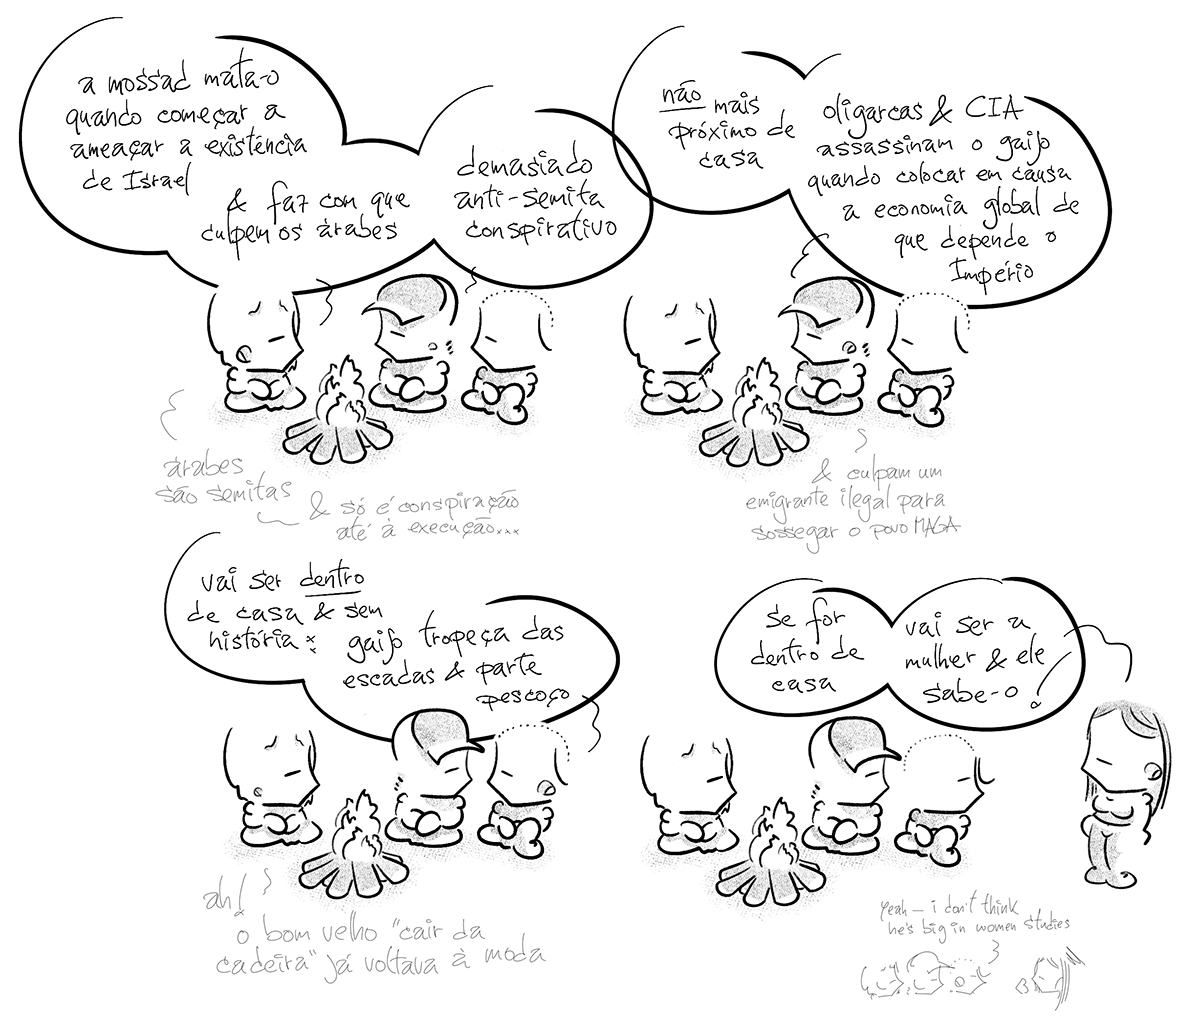 a mossad mata-o
quando começar a
ameaçar a existência
de Israel
& faz com que
culpem os árabes
demasiado
anti-semita
conspirativo
árabes
são semitas
& só é conspiração
até à execução...
não mais
próximo de
casa
oligarcas & CIA
assassinam o gaijo
quando colocar em causa
a economia global de
que depende o
Império
& culpam um
emigrante ilegal para
sossegar o povo MAGA
vai ser dentro
de casa & sem
história:
gaijo tropeça das
escadas & parte
pescoço
ah!
o bom velho "cair da
cadeira" já voltava à moda
se for
dentro de
casa
vai ser a
mulher & ele
sabe-o!
yeah — i don't think
he's big in women studies